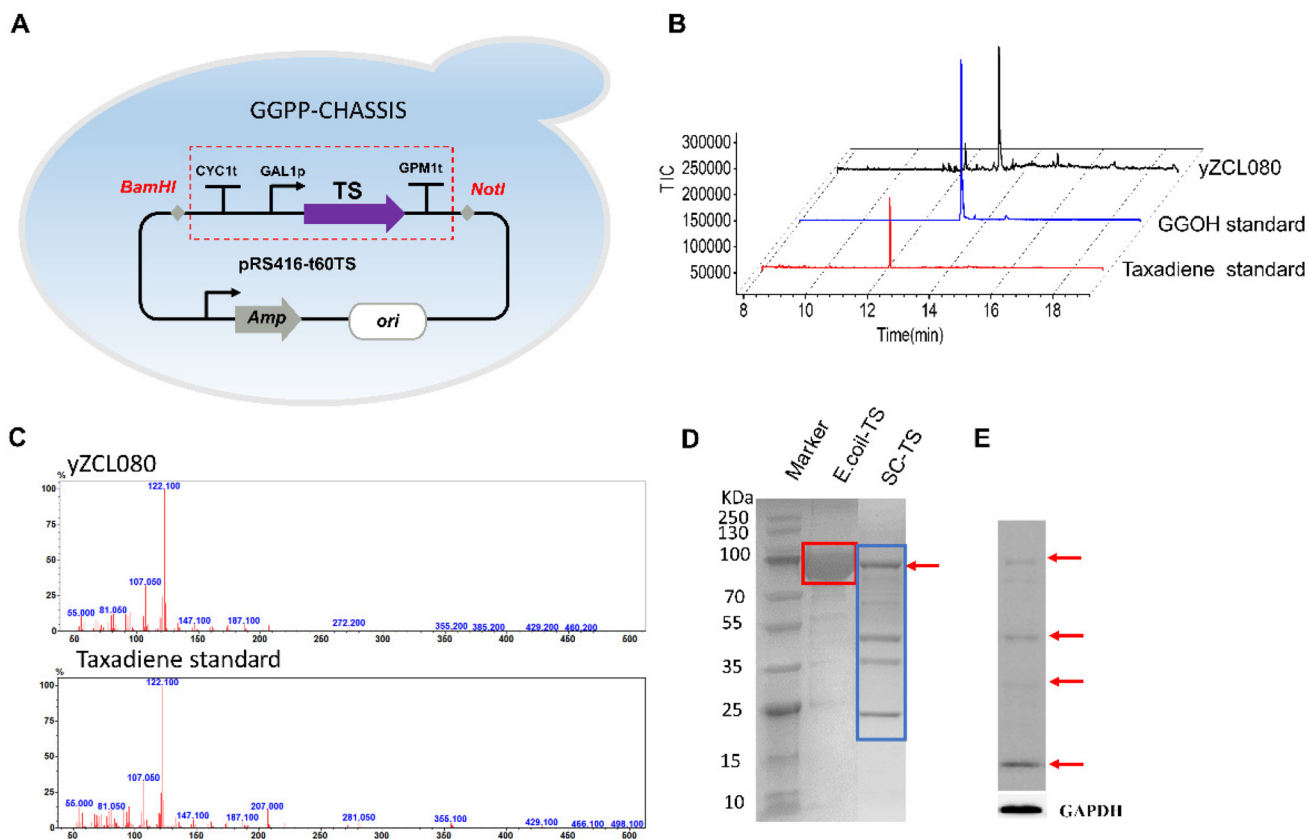 A
GGPP-CHASSIS
CYC1t
GAL1p
GPM1t
BamHI
TS
NotI
pRS416-t60TS
Amp
ori
B
TIC
300000
250000
200000
150000
100000
50000
8
10
12
14
16
18
Time(min)
yZCL080
GGOH standard
Taxadiene standard
C
yZCL080
%
100
75
50
25
0
122.100
107.050
55.000
81.050
147.100
187.100
272.200
355.200
385.200
429.200
460.200
50
100
150
200
250
300
350
400
450
500
Taxadiene standard
%
100
75
50
25
0
122.100
107.050
55.000
81.050
147.100
187.100
207.000
281.050
355.100
429.100
466.100
498.100
50
100
150
200
250
300
350
400
450
500
D
Marker
E.coil-TS
SC-TS
KDa
250
130
100
70
55
35
25
15
10
E
GAPDH